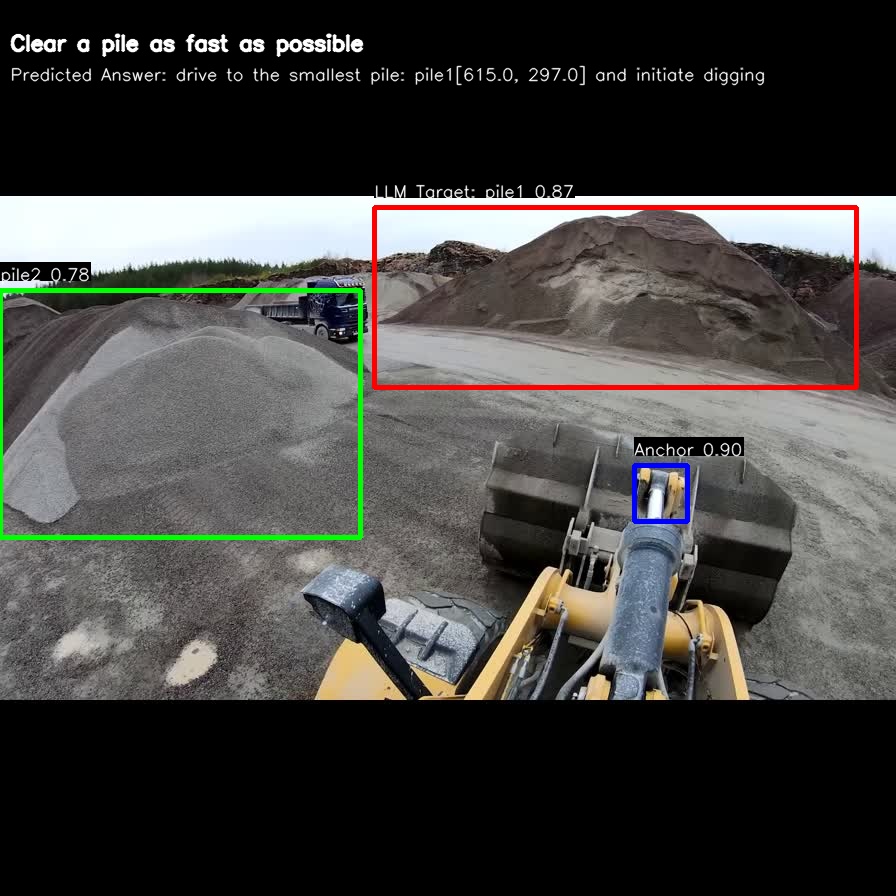 Clear a pile as fast as possible
Predicted Answer: drive to the smallest pile: pile1[615.0, 297.0] and initiate digging
LLM Target: pile1 0.87
pile2 0.78
Anchor 0.90